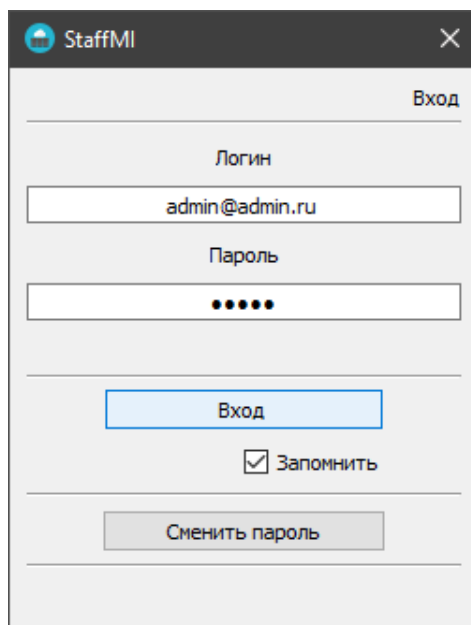 StaffMI
Вход
Логин
admin@admin.ru
Пароль
•••••
Вход
Запомнить
Сменить пароль